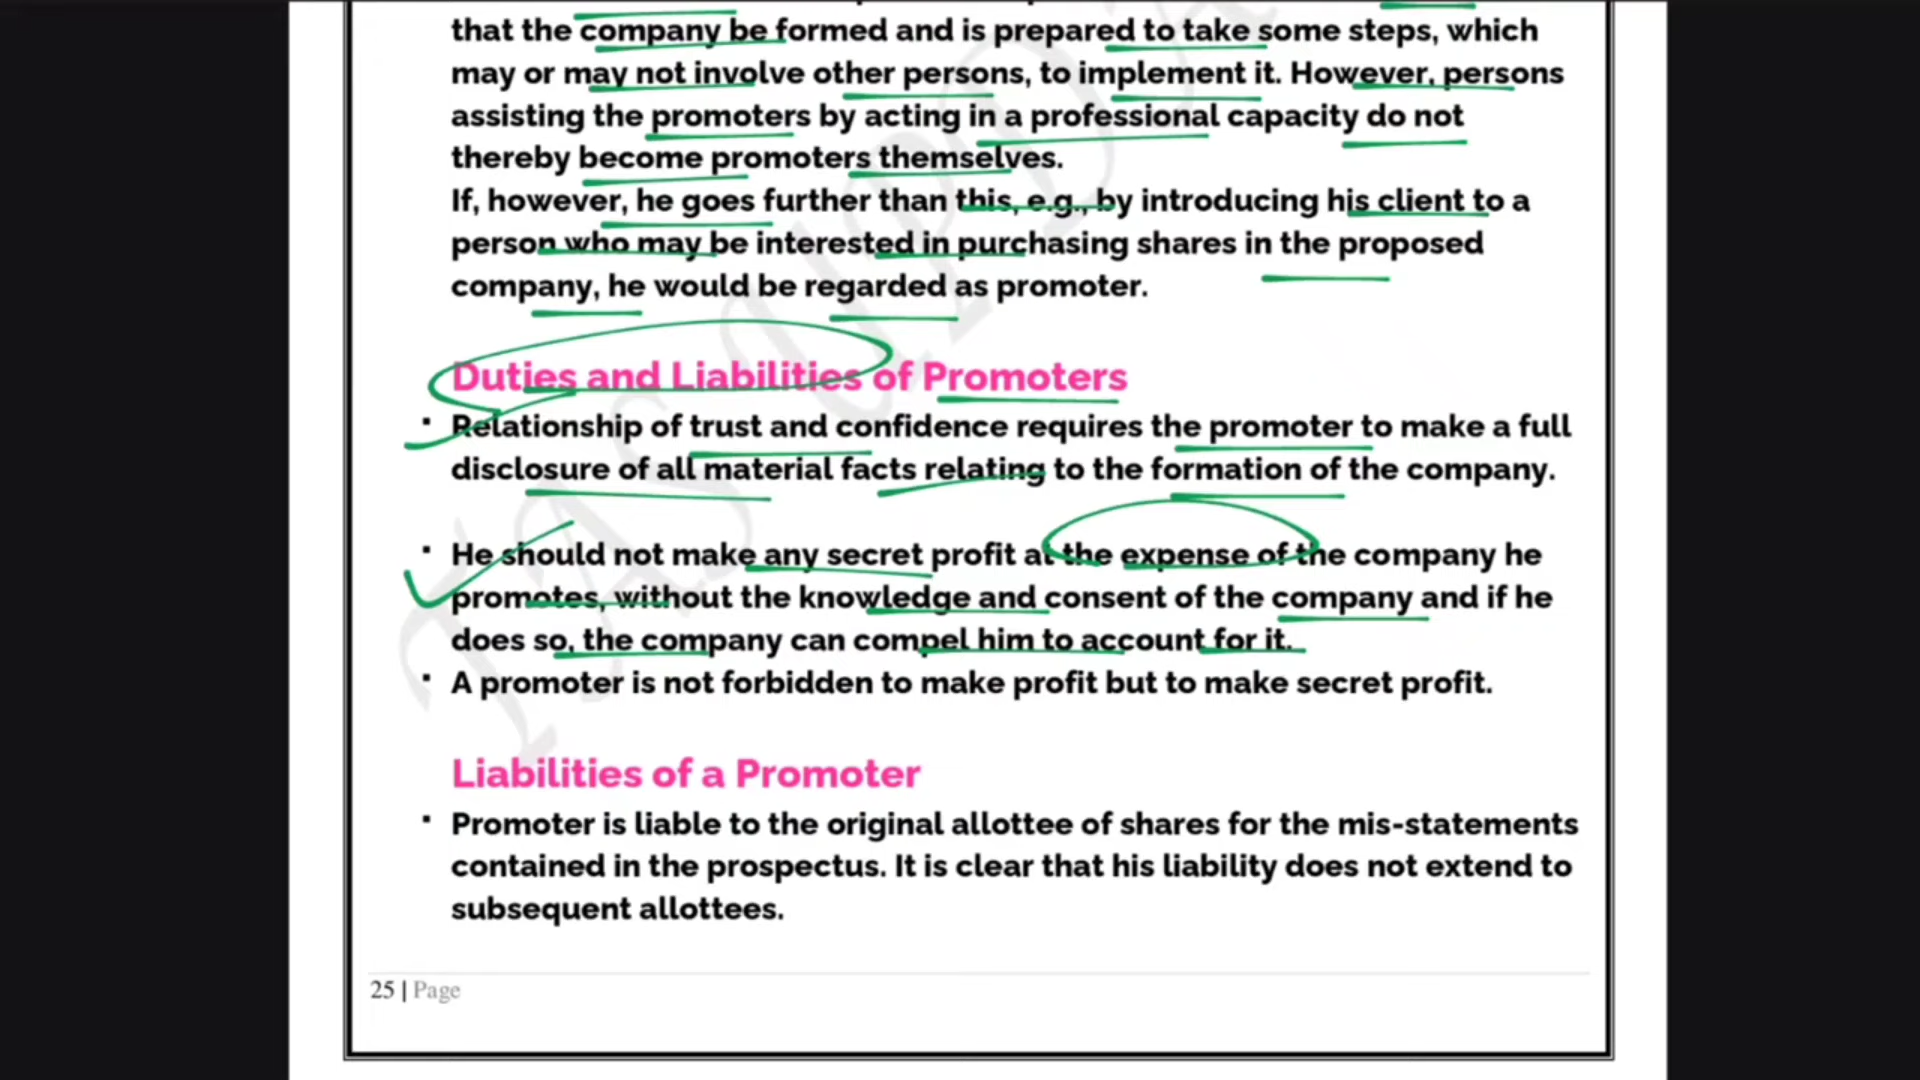 that the company be formed and is prepared to take some steps, which
may or may not involve other persons, to implement it. However, persons
assisting the promoters by acting in a professional capacity do not
thereby become promoters themselves.
If, however, he goes further than this, e.g., by introducing his client to a
person who may be interested in purchasing shares in the proposed
company, he would be regarded as promoter.
Duties and Liabilities of Promoters
▪ Relationship of trust and confidence requires the promoter to make a full
disclosure of all material facts relating to the formation of the company.
▪ He should not make any secret profit at the expense of the company he
promotes, without the knowledge and consent of the company and if he
does so, the company can compel him to account for it.
▪ A promoter is not forbidden to make profit but to make secret profit.
Liabilities of a Promoter
▪ Promoter is liable to the original allottee of shares for the mis-statements
contained in the prospectus. It is clear that his liability does not extend to
subsequent allottees.
25 | Page